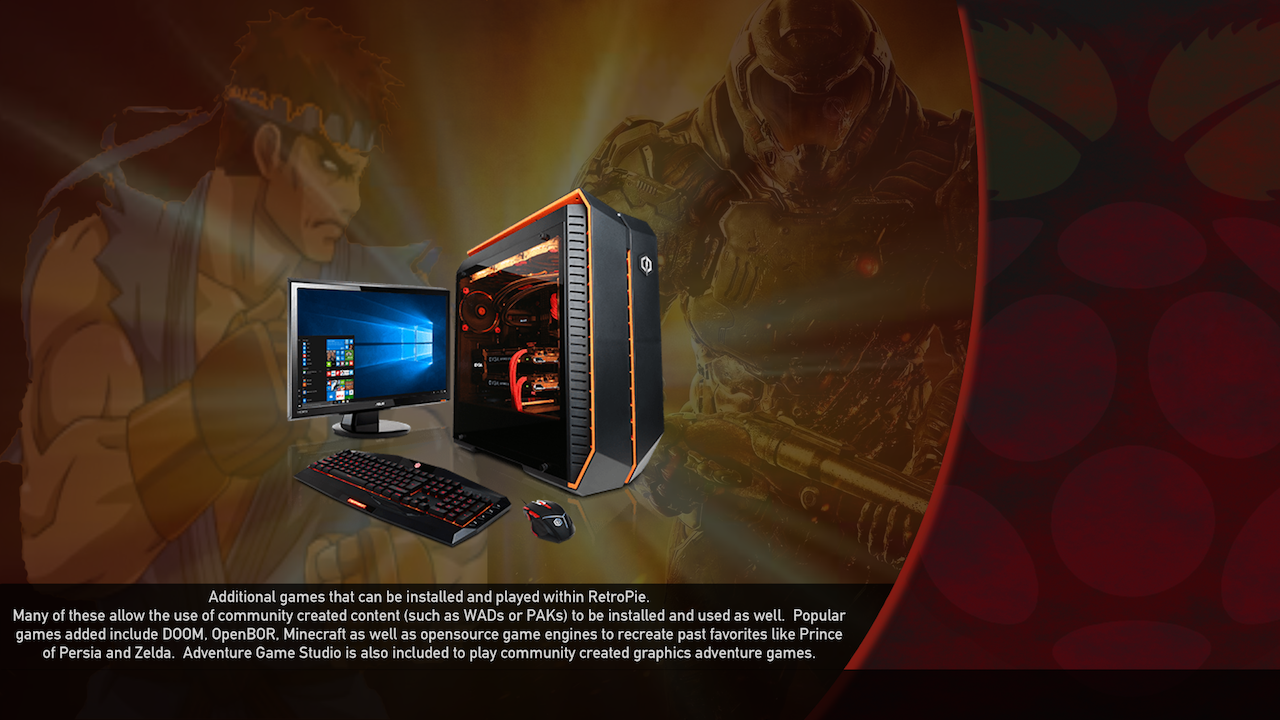 Additional games that can be installed and played within RetroPie.
Many of these allow the use of community created content (such as WADs or PAKs) to be installed and used as well.  Popular
games added include DOOM, OpenBOR, Minecraft as well as opensource game engines to recreate past favorites like Prince
of Persia and Zelda.  Adventure Game Studio is also included to play community created graphics adventure games.